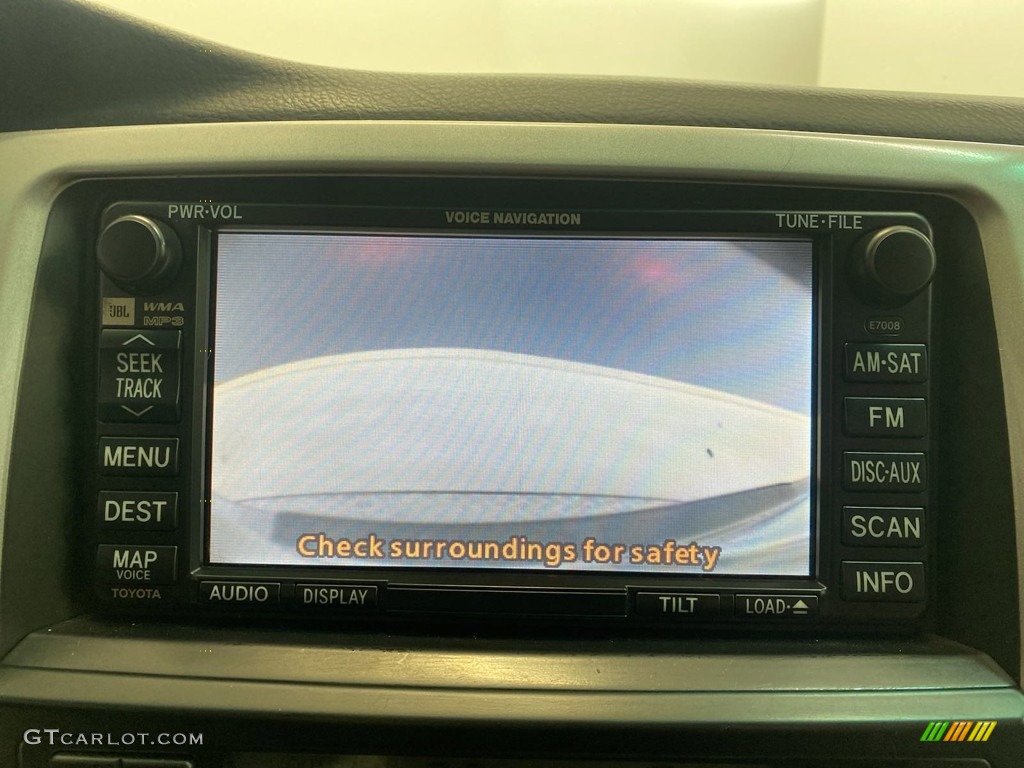 PWR·VOL
VOICE NAVIGATION
TUNE·FILE
JBL
WMA
MP3
E7008
SEEK
TRACK
AM·SAT
FM
MENU
DISC·AUX
DEST
SCAN
Check surroundings for safety
MAP
VOICE
INFO
TOYOTA
AUDIO
DISPLAY
TILT
LOAD·
GTCARLOT.COM